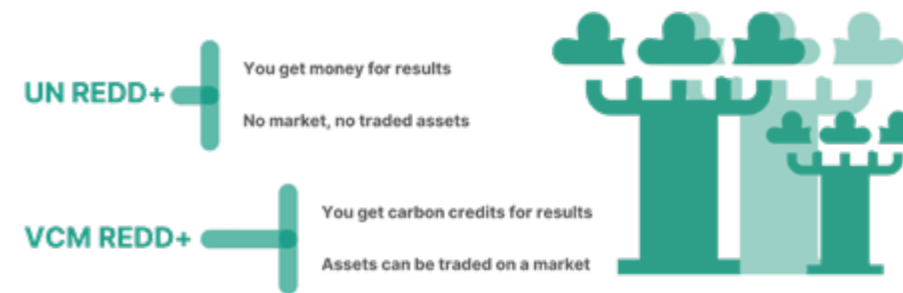 UN REDD+
You get money for results
No market, no traded assets
VCM REDD+
You get carbon credits for results
Assets can be traded on a market